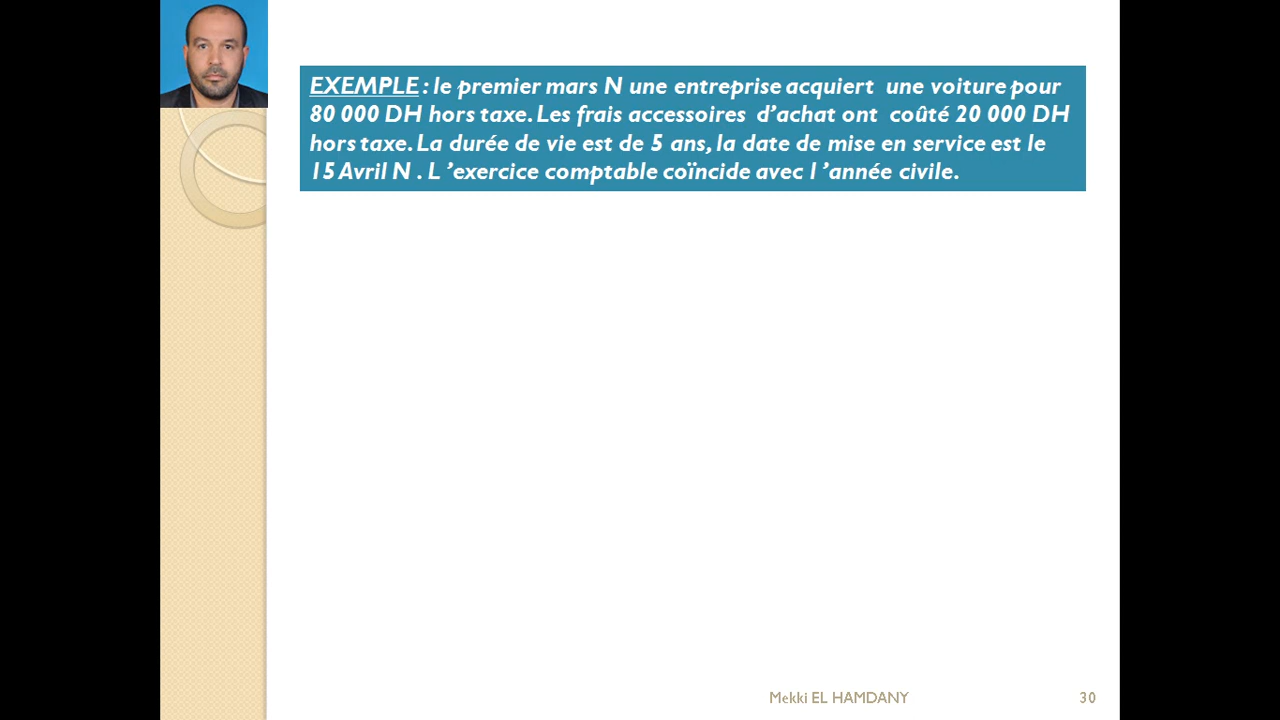 EXEMPLE : le premier mars N une entreprise acquiert une voiture pour
80 000 DH hors taxe. Les frais accessoires d’achat ont coûté 20 000 DH
hors taxe. La durée de vie est de 5 ans, la date de mise en service est le
15 Avril N . L ’exercice comptable coïncide avec l ’année civile.
Mekki EL HAMDANY 30